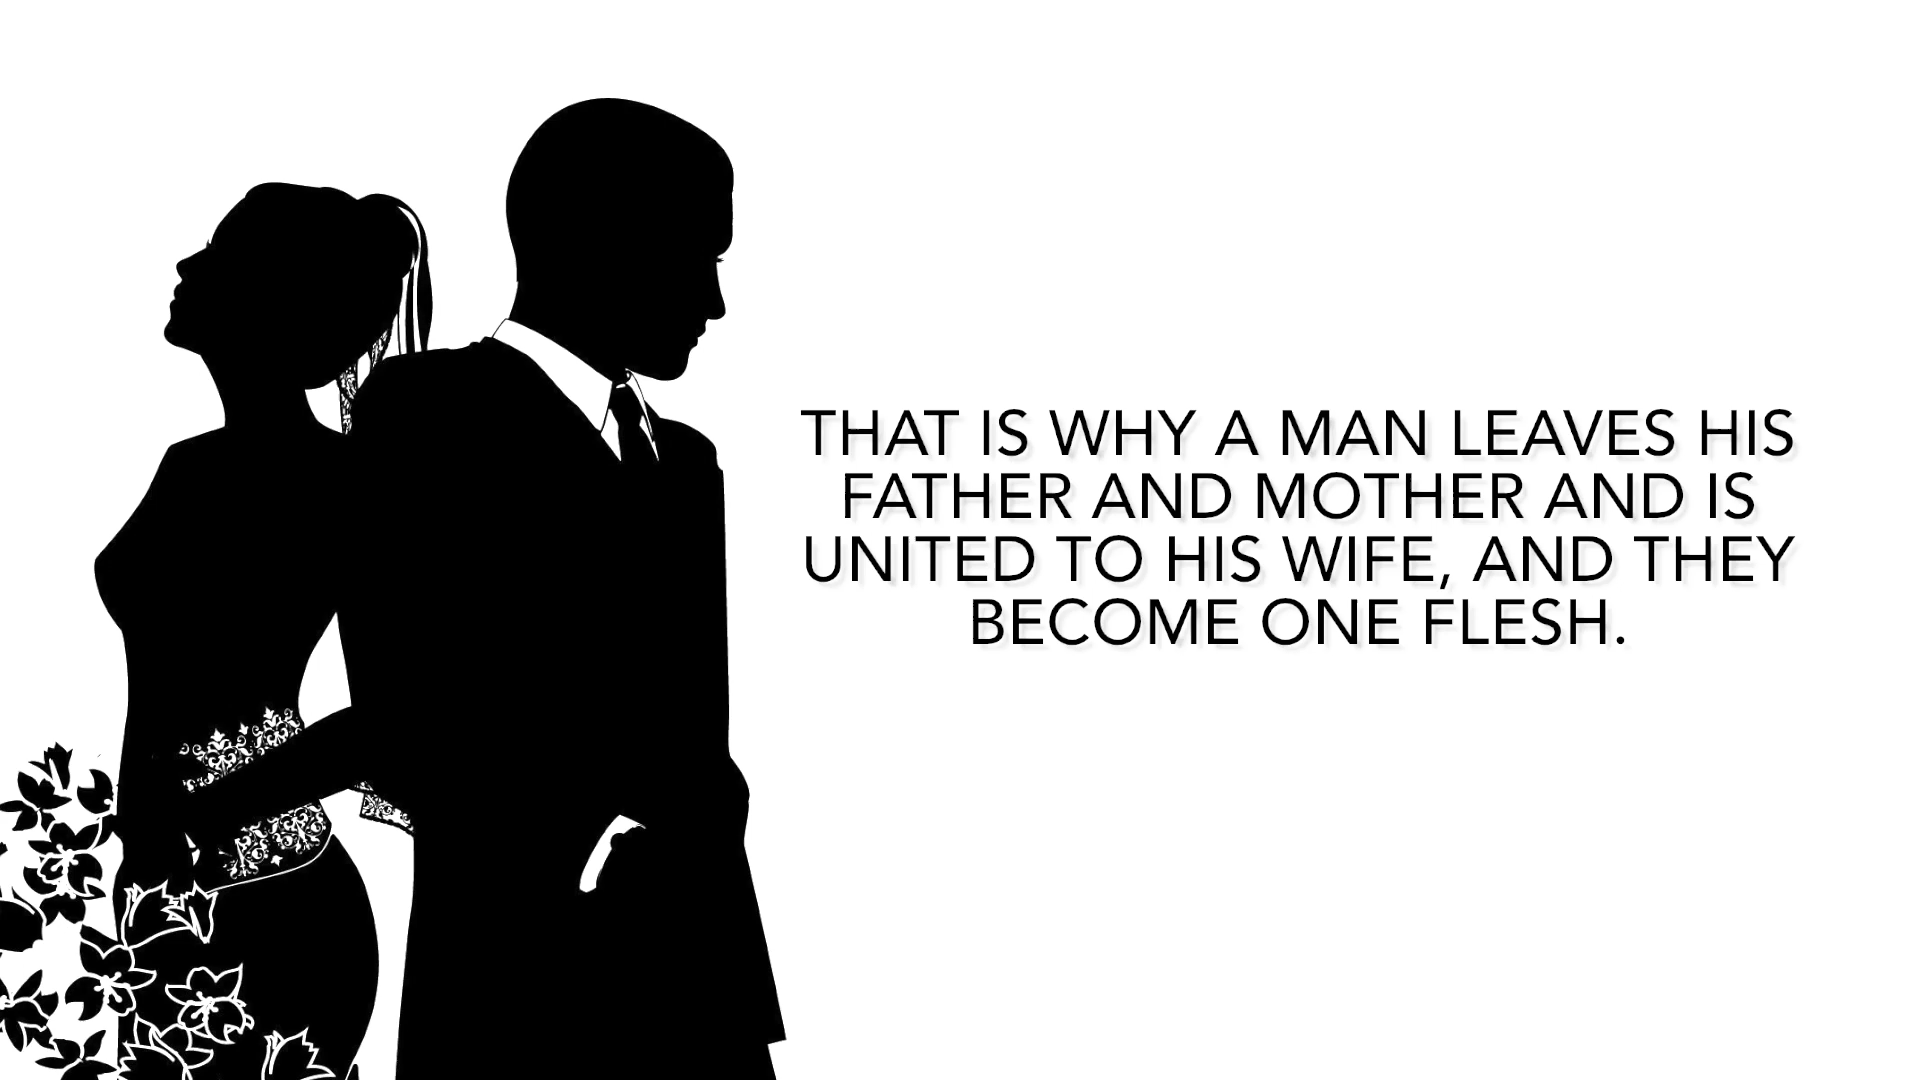 THAT IS WHY A MAN LEAVES HIS
FATHER AND MOTHER AND IS
UNITED TO HIS WIFE, AND THEY
BECOME ONE FLESH.